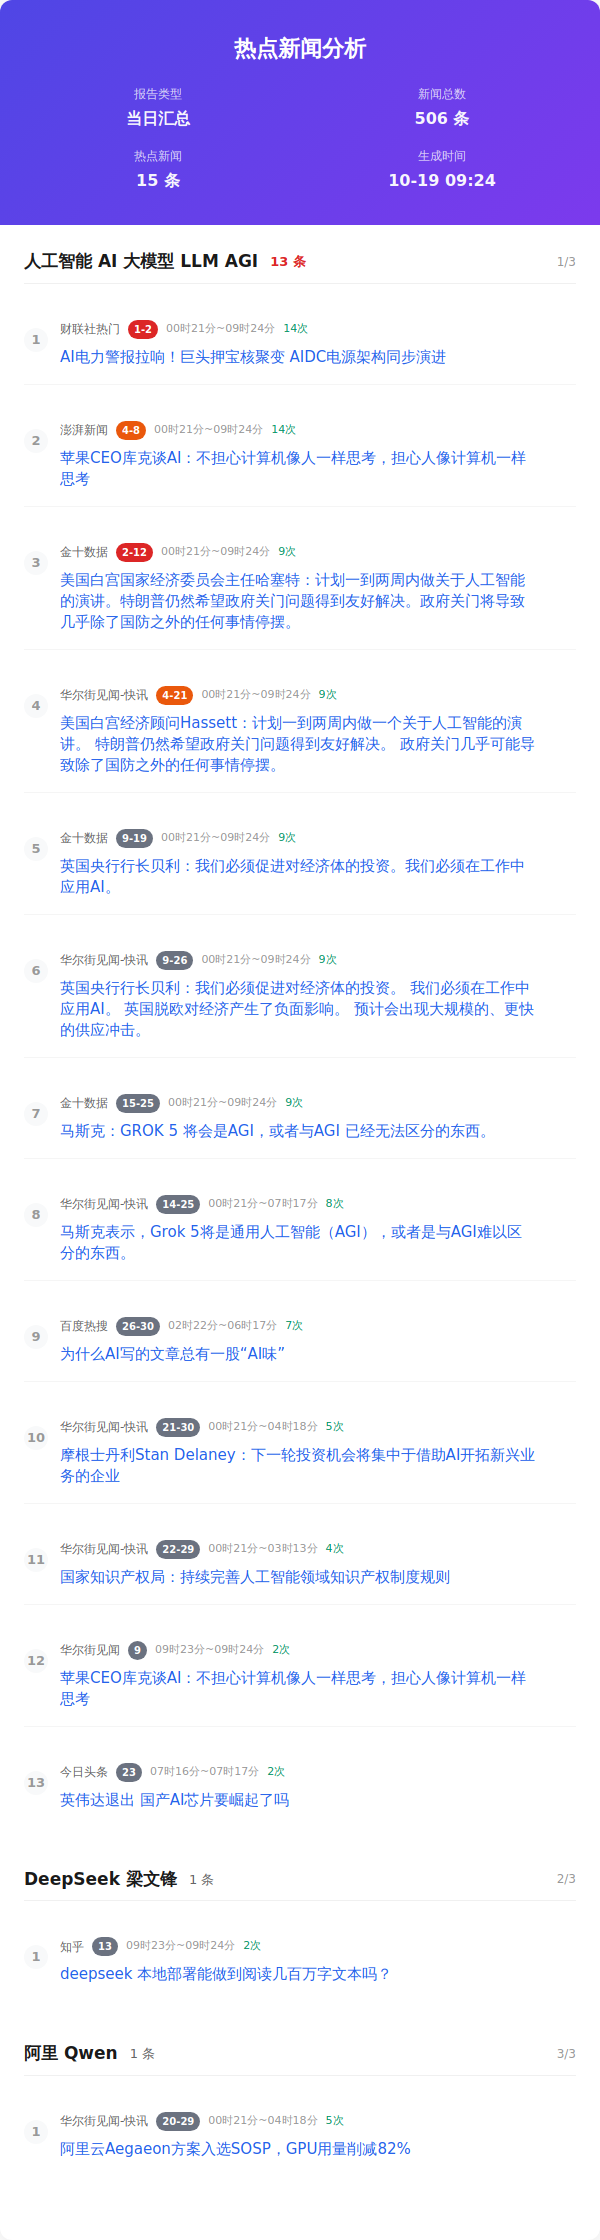 热点新闻分析
报告类型
新闻总数
当日汇总
506 条
热点新闻
生成时间
15 条
10-19 09:24
人工智能 AI 大模型 LLM AGI 13 条 1/3
1 财联社热门 1-2 00时21分~09时24分 14次
AI电力警报拉响！巨头押宝核聚变 AIDC电源架构同步演进
2 澎湃新闻 4-8 00时21分~09时24分 14次
苹果CEO库克谈AI：不担心计算机像人一样思考，担心人像计算机一样
思考
3 金十数据 2-12 00时21分~09时24分 9次
美国白宫国家经济委员会主任哈塞特：计划一到两周内做关于人工智能
的演讲。特朗普仍然希望政府关门问题得到友好解决。政府关门将导致
几乎除了国防之外的任何事情停摆。
4 华尔街见闻-快讯 4-21 00时21分~09时24分 9次
美国白宫经济顾问Hassett：计划一到两周内做一个关于人工智能的演
讲。 特朗普仍然希望政府关门问题得到友好解决。 政府关门几乎可能导
致除了国防之外的任何事情停摆。
5 金十数据 9-19 00时21分~09时24分 9次
英国央行行长贝利：我们必须促进对经济体的投资。我们必须在工作中
应用AI。
6 华尔街见闻-快讯 9-26 00时21分~09时24分 9次
英国央行行长贝利：我们必须促进对经济体的投资。 我们必须在工作中
应用AI。 英国脱欧对经济产生了负面影响。 预计会出现大规模的、更快
的供应冲击。
7 金十数据 15-25 00时21分~09时24分 9次
马斯克：GROK 5 将会是AGI，或者与AGI 已经无法区分的东西。
8 华尔街见闻-快讯 14-25 00时21分~07时17分 8次
马斯克表示，Grok 5将是通用人工智能（AGI），或者是与AGI难以区
分的东西。
9 百度热搜 26-30 02时22分~06时17分 7次
为什么AI写的文章总有一股“AI味”
10 华尔街见闻-快讯 21-30 00时21分~04时18分 5次
摩根士丹利Stan Delaney：下一轮投资机会将集中于借助AI开拓新兴业
务的企业
11 华尔街见闻-快讯 22-29 00时21分~03时13分 4次
国家知识产权局：持续完善人工智能领域知识产权制度规则
12 华尔街见闻 9 09时23分~09时24分 2次
苹果CEO库克谈AI：不担心计算机像人一样思考，担心人像计算机一样
思考
13 今日头条 23 07时16分~07时17分 2次
英伟达退出 国产AI芯片要崛起了吗
DeepSeek 梁文锋 1 条 2/3
1 知乎 13 09时23分~09时24分 2次
deepseek 本地部署能做到阅读几百万字文本吗？
阿里 Qwen 1 条 3/3
1 华尔街见闻-快讯 20-29 00时21分~04时18分 5次
阿里云Aegaeon方案入选SOSP，GPU用量削减82%